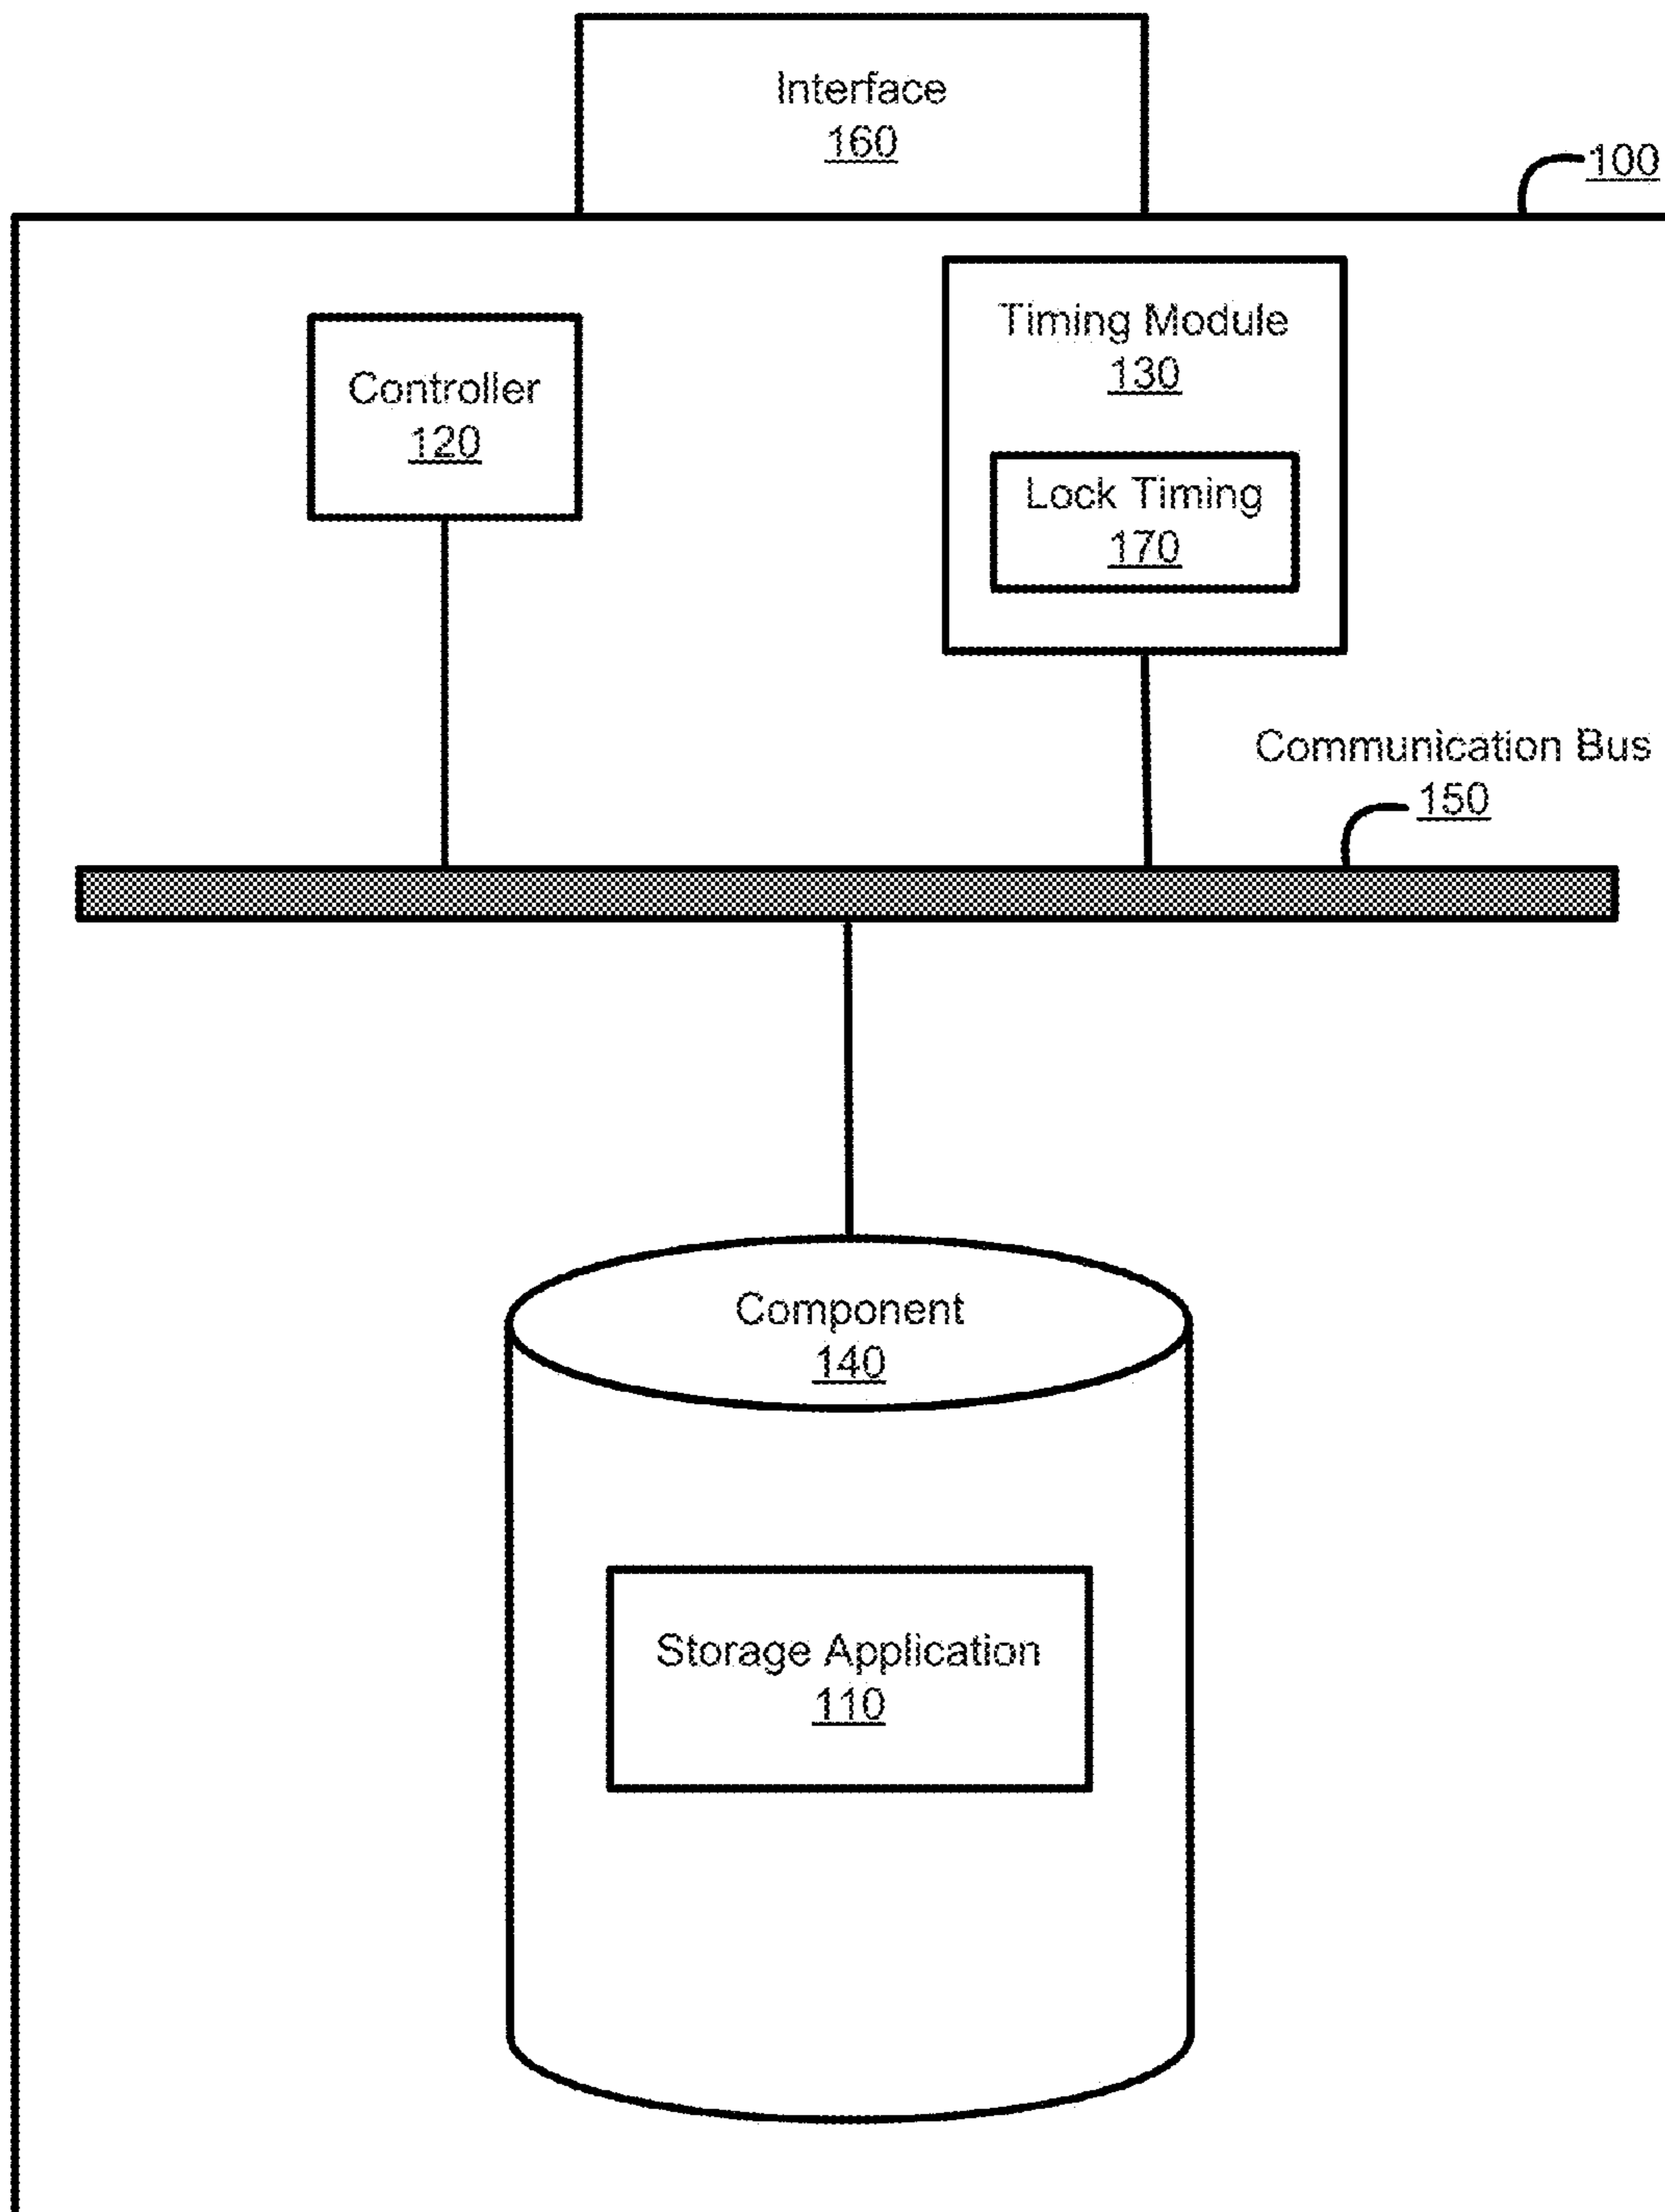 Interface
160
100
Timing Module
130
Controller
120
Lock Timing
170
Communication Bus
150
Component
140
Storage Application
110